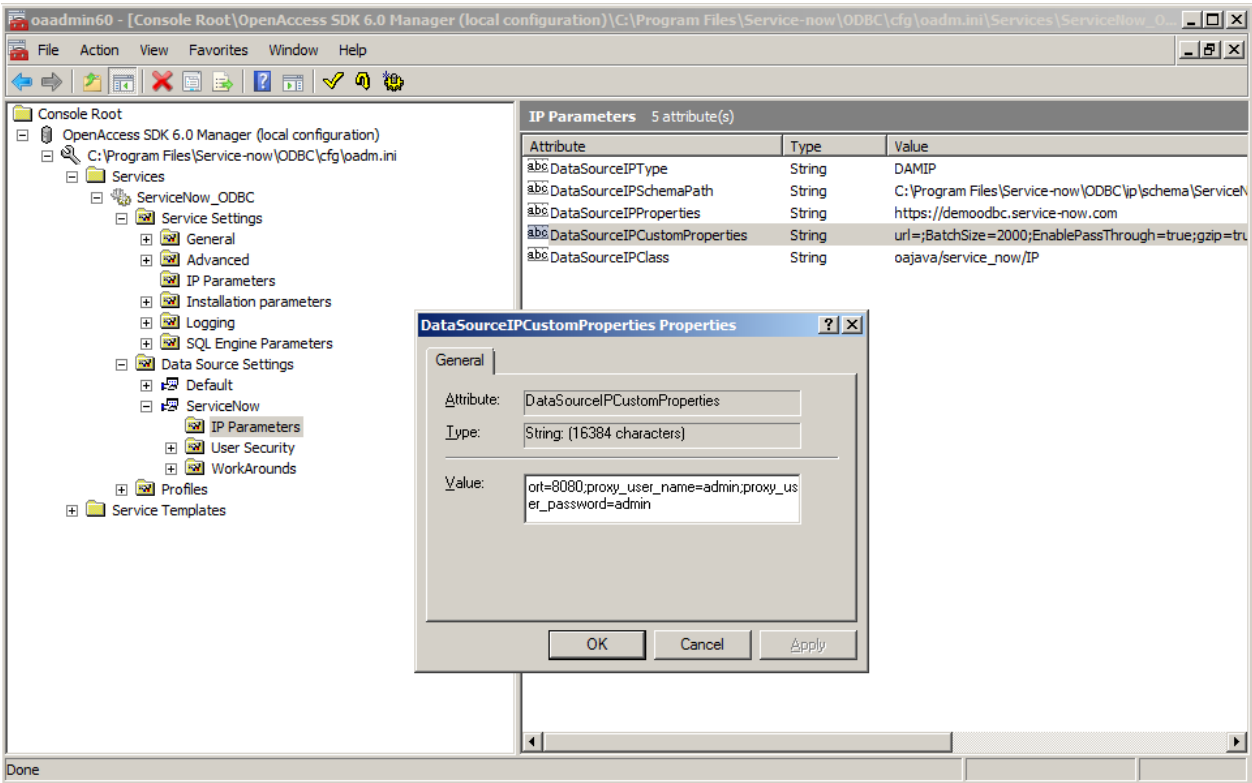 oaadmin60 - [Console Root\OpenAccess SDK 6.0 Manager (local configuration)\C:\Program Files\Service-now\ODBC\cfg\oadm.ini\Services\ServiceNow_O...
File Action View Favorites Window Help
Console Root
OpenAccess SDK 6.0 Manager (local configuration)
C:\Program Files\Service-now\ODBC\cfg\oadm.ini
Services
ServiceNow_ODBC
Service Settings
General
Advanced
IP Parameters
Installation parameters
Logging
SQL Engine Parameters
Data Source Settings
Default
ServiceNow
IP Parameters
User Security
WorkArounds
Profiles
Service Templates
IP Parameters 5 attribute(s)
Attribute Type Value
abc DataSourceIPType String DAMIP
abc DataSourceIPSchemaPath String C:\Program Files\Service-now\ODBC\ip\schema\ServiceN
abc DataSourceIPProperties String https://demoodbc.service-now.com
abc DataSourceIPCustomProperties String url=;BatchSize=2000;EnablePassThrough=true;gzip=tru
abc DataSourceIPClass String oajava/service_now/IP
DataSourceIPCustomProperties Properties
General
Attribute: DataSourceIPCustomProperties
Type: String: (16384 characters)
Value: ort=8080;proxy_user_name=admin;proxy_us
er_password=admin
OK Cancel Apply
Done